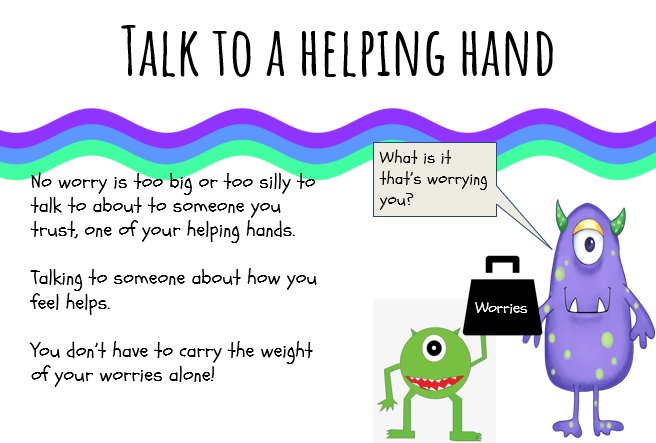 Talk to a helping hand
No worry is too big or too silly to
talk to about to someone you
trust, one of your helping hands.
Talking to someone about how you
feel helps.
You don't have to carry the weight
of your worries alone!
What is it
that's worrying
you?
Worries